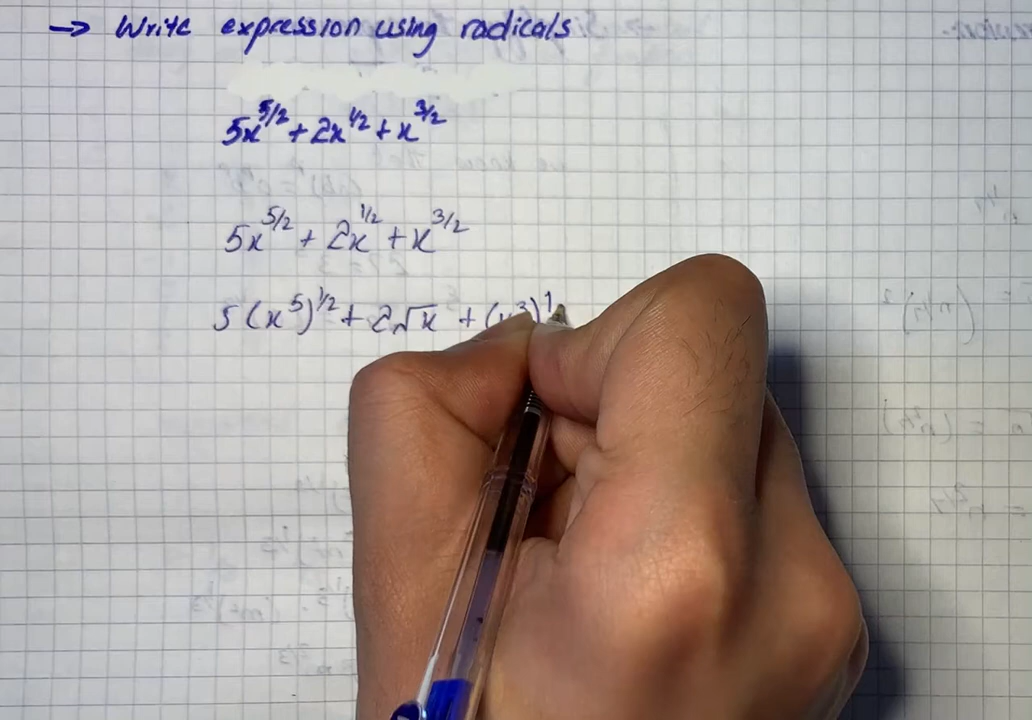 → Write expression using radicals
5x^5/2 + 2x^1/2 + x^3/2
5x^5/2 + 2x^1/2 + x^3/2
5(x^5)^1/2 + 2√x + (x^3)^1